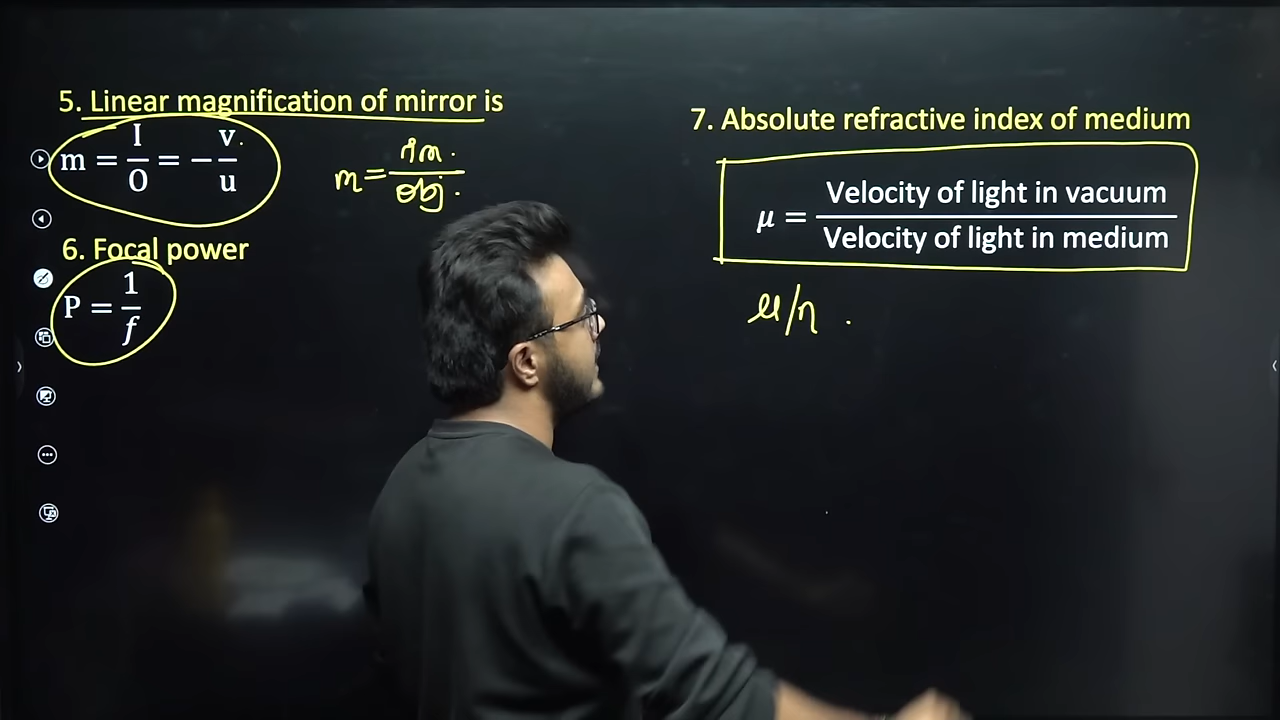 5. Linear magnification of mirror is
m = I/O = - v/u
m = im. / obj.
6. Focal power
P = 1/f
7. Absolute refractive index of medium
μ = Velocity of light in vacuum / Velocity of light in medium
μ/η .